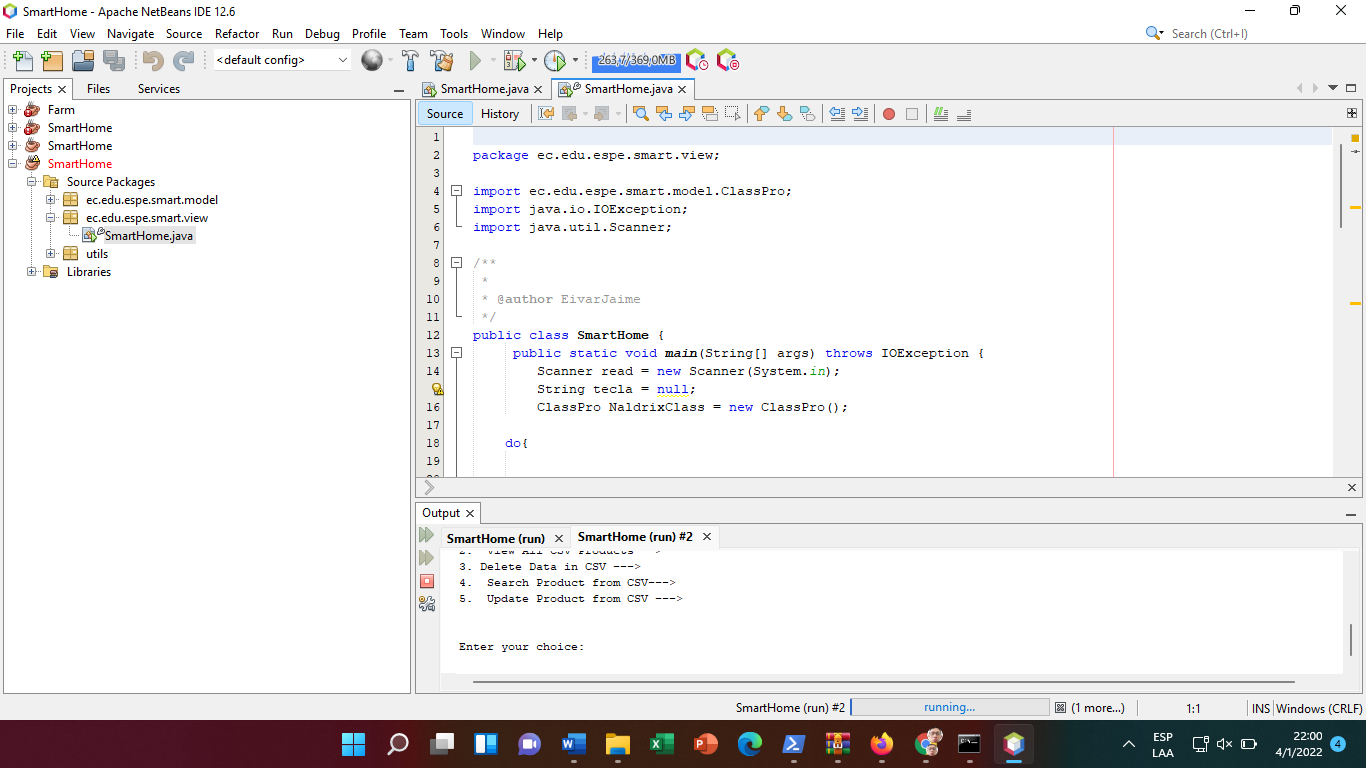 SmartHome - Apache NetBeans IDE 12.6
File Edit View Navigate Source Refactor Run Debug Profile Team Tools Window Help
Search (Ctrl+I)
<default config>
263,7/369,0MB
Projects Files Services
Farm
SmartHome
SmartHome
SmartHome
Source Packages
ec.edu.espe.smart.model
ec.edu.espe.smart.view
SmartHome.java
utils
Libraries
SmartHome.java SmartHome.java
Source History
1
2 package ec.edu.espe.smart.view;
3
4 import ec.edu.espe.smart.model.ClassPro;
5 import java.io.IOException;
6 import java.util.Scanner;
7
8 /**
9 *
10 * @author EivarJaime
11 */
12 public class SmartHome {
13 public static void main(String[] args) throws IOException {
14 Scanner read = new Scanner(System.in);
String tecla = null;
16 ClassPro NaldrixClass = new ClassPro();
17
18 do{
19
Output
SmartHome (run) SmartHome (run) #2
2. View All CSV Products --->
3. Delete Data in CSV --->
4. Search Product from CSV--->
5. Update Product from CSV --->
Enter your choice:
SmartHome (run) #2 running... (1 more...) 1:1 INS Windows (CRLF)
ESP
LAA
22:00
4/1/2022
4